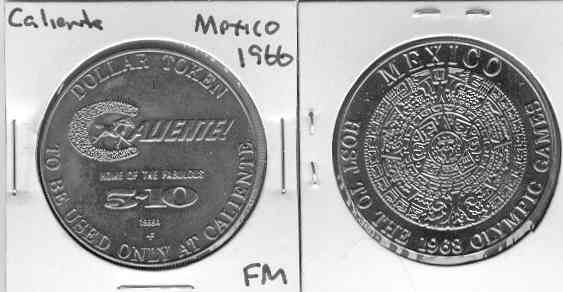 Caliente
Mexico
1966
DOLLAR TOKEN
CALIENTE!
HOME OF THE FABULOUS
5-10
1966A
TO BE USED ONLY AT CALIENTE
FM
MEXICO
HOST TO THE 1968 OLYMPIC GAMES